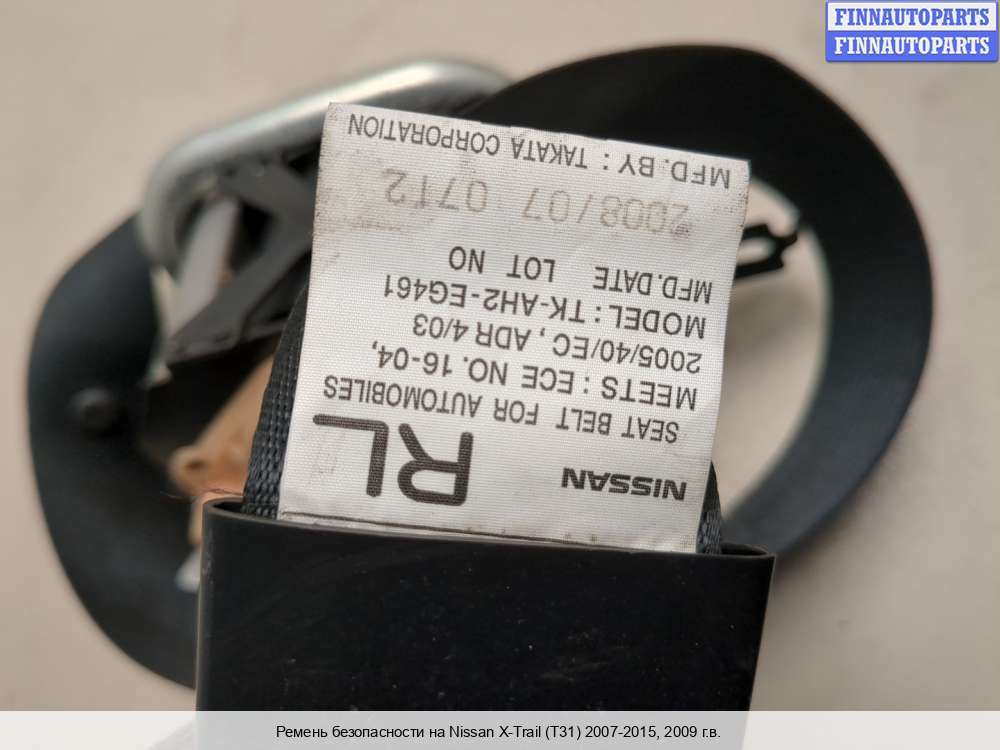 FINNAUTOPARTS
FINNAUTOPARTS
NISSAN RL
SEAT BELT FOR AUTOMOBILES
MEETS : ECE NO. 16-04,
2005/40/EC , ADR 4/03
MODEL : TK-AH2-EG461
MFD.DATE LOT NO
2008/07 0712
MFD. BY : TAKATA CORPORATION
Ремень безопасности на Nissan X-Trail (T31) 2007-2015, 2009 г.в.